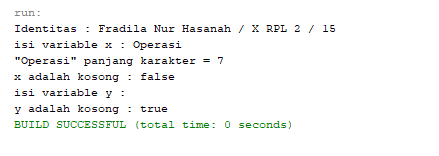 run:
Identitas : Fradila Nur Hasanah / X RPL 2 / 15
isi variable x : Operasi
"Operasi" panjang karakter = 7
x adalah kosong : false
isi variable y :
y adalah kosong : true
BUILD SUCCESSFUL (total time: 0 seconds)